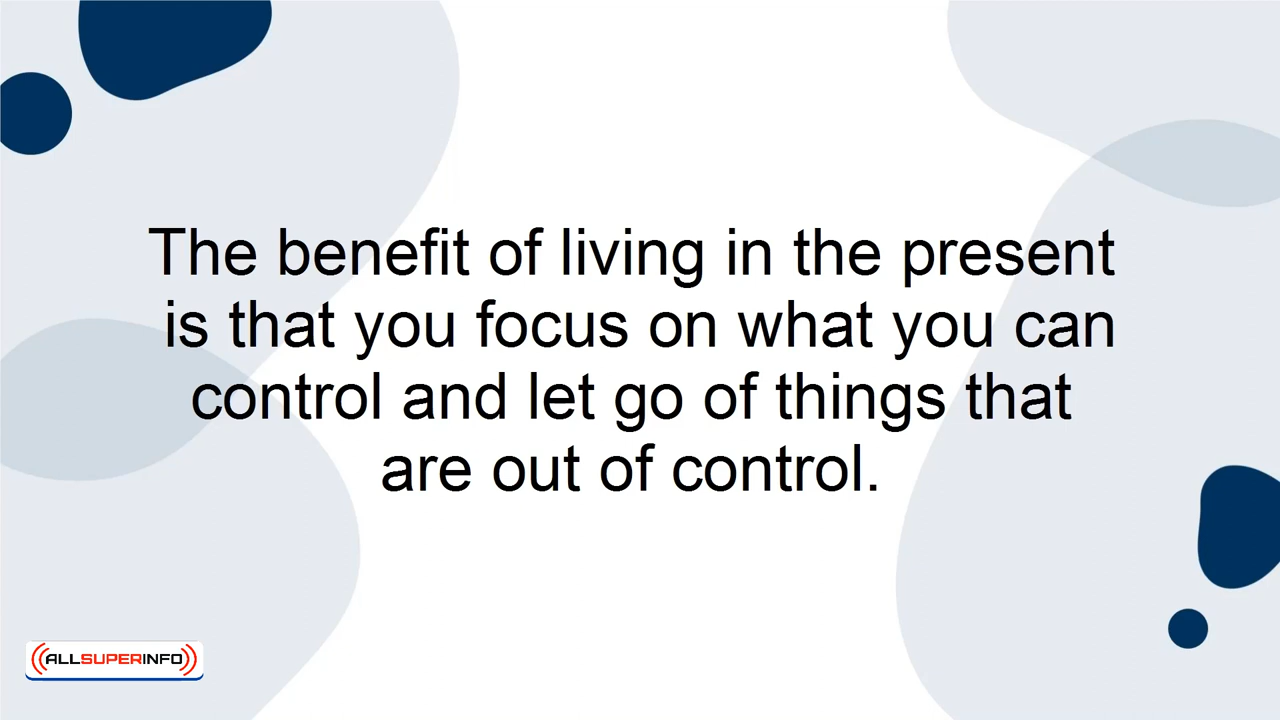 The benefit of living in the present
is that you focus on what you can
control and let go of things that
are out of control.
ALLSUPERINFO